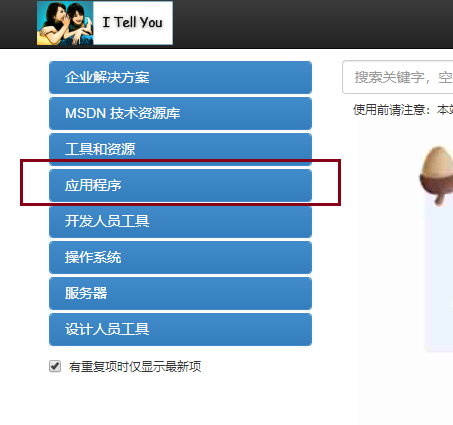 I Tell You
企业解决方案
搜索关键字，空
MSDN 技术资源库
使用前请注意：本
工具和资源
应用程序
开发人员工具
操作系统
服务器
设计人员工具
有重复项时仅显示最新项